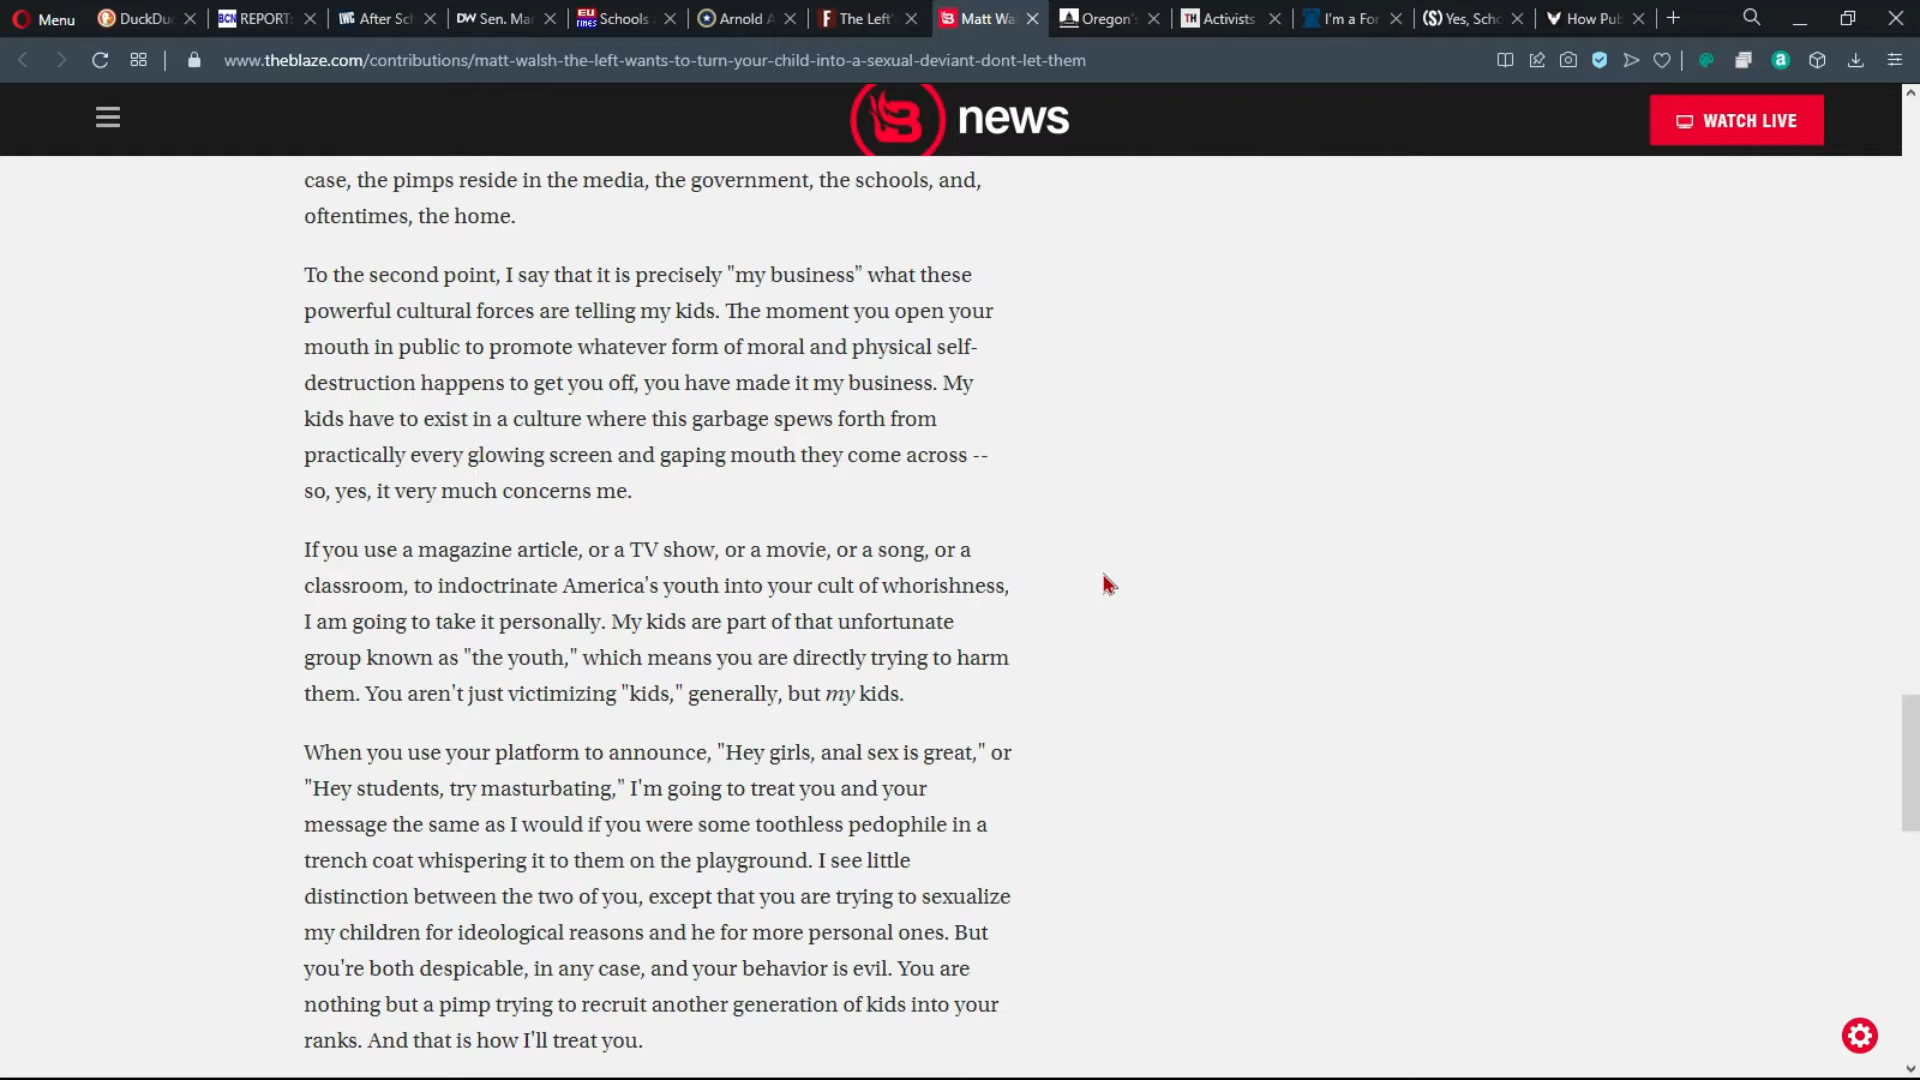 Menu
DuckDuc
BCN REPORT:
IWC After Sch
DW Sen. Mar
EU TIMES Schools
Arnold A
F The Left'
Matt Wa
Oregon'
TH Activists
I'm a For
(S) Yes, Scho
How Pub
www.theblaze.com/contributions/matt-walsh-the-left-wants-to-turn-your-child-into-a-sexual-deviant-dont-let-them
news
WATCH LIVE
case, the pimps reside in the media, the government, the schools, and,
oftentimes, the home.
To the second point, I say that it is precisely "my business" what these
powerful cultural forces are telling my kids. The moment you open your
mouth in public to promote whatever form of moral and physical self-
destruction happens to get you off, you have made it my business. My
kids have to exist in a culture where this garbage spews forth from
practically every glowing screen and gaping mouth they come across --
so, yes, it very much concerns me.
If you use a magazine article, or a TV show, or a movie, or a song, or a
classroom, to indoctrinate America's youth into your cult of whorishness,
I am going to take it personally. My kids are part of that unfortunate
group known as "the youth," which means you are directly trying to harm
them. You aren't just victimizing "kids," generally, but my kids.
When you use your platform to announce, "Hey girls, anal sex is great," or
"Hey students, try masturbating," I'm going to treat you and your
message the same as I would if you were some toothless pedophile in a
trench coat whispering it to them on the playground. I see little
distinction between the two of you, except that you are trying to sexualize
my children for ideological reasons and he for more personal ones. But
you're both despicable, in any case, and your behavior is evil. You are
nothing but a pimp trying to recruit another generation of kids into your
ranks. And that is how I'll treat you.